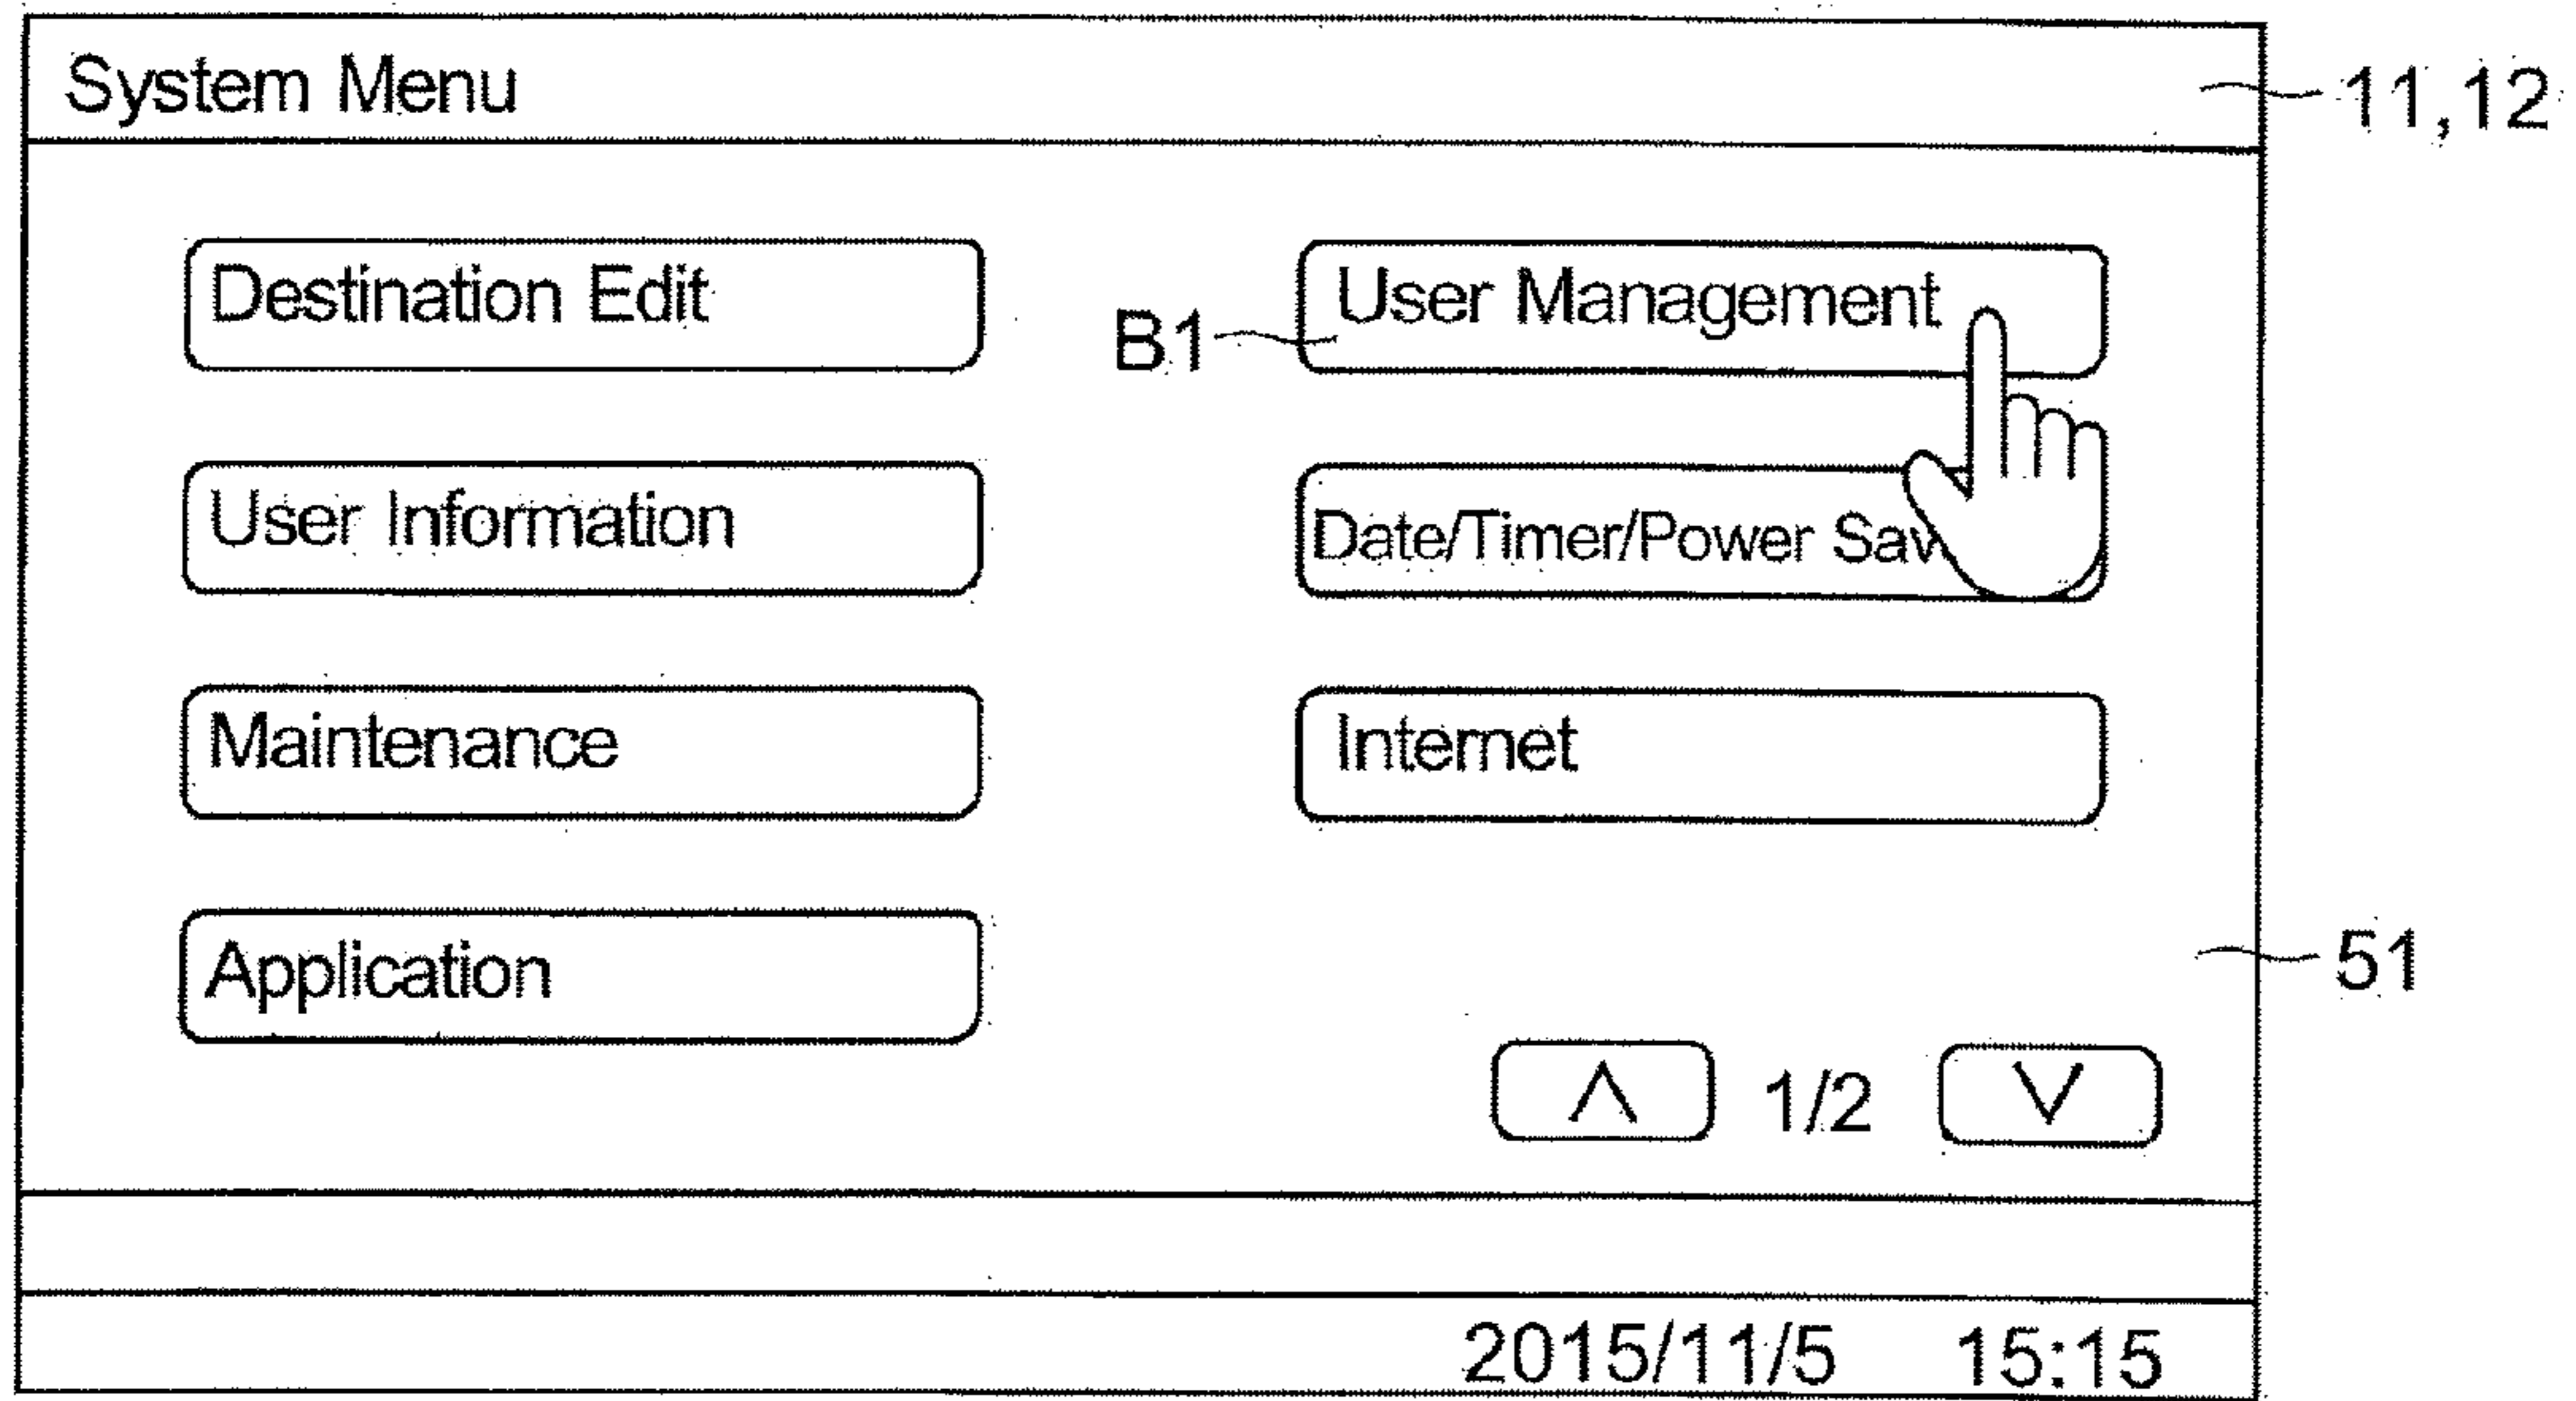 System Menu
11,12
Destination Edit
B1
User Management
User Information
Date/Timer/Power
Maintenance
Internet
Application
51
∧ 1/2 ∨
2015/11/5 15:15